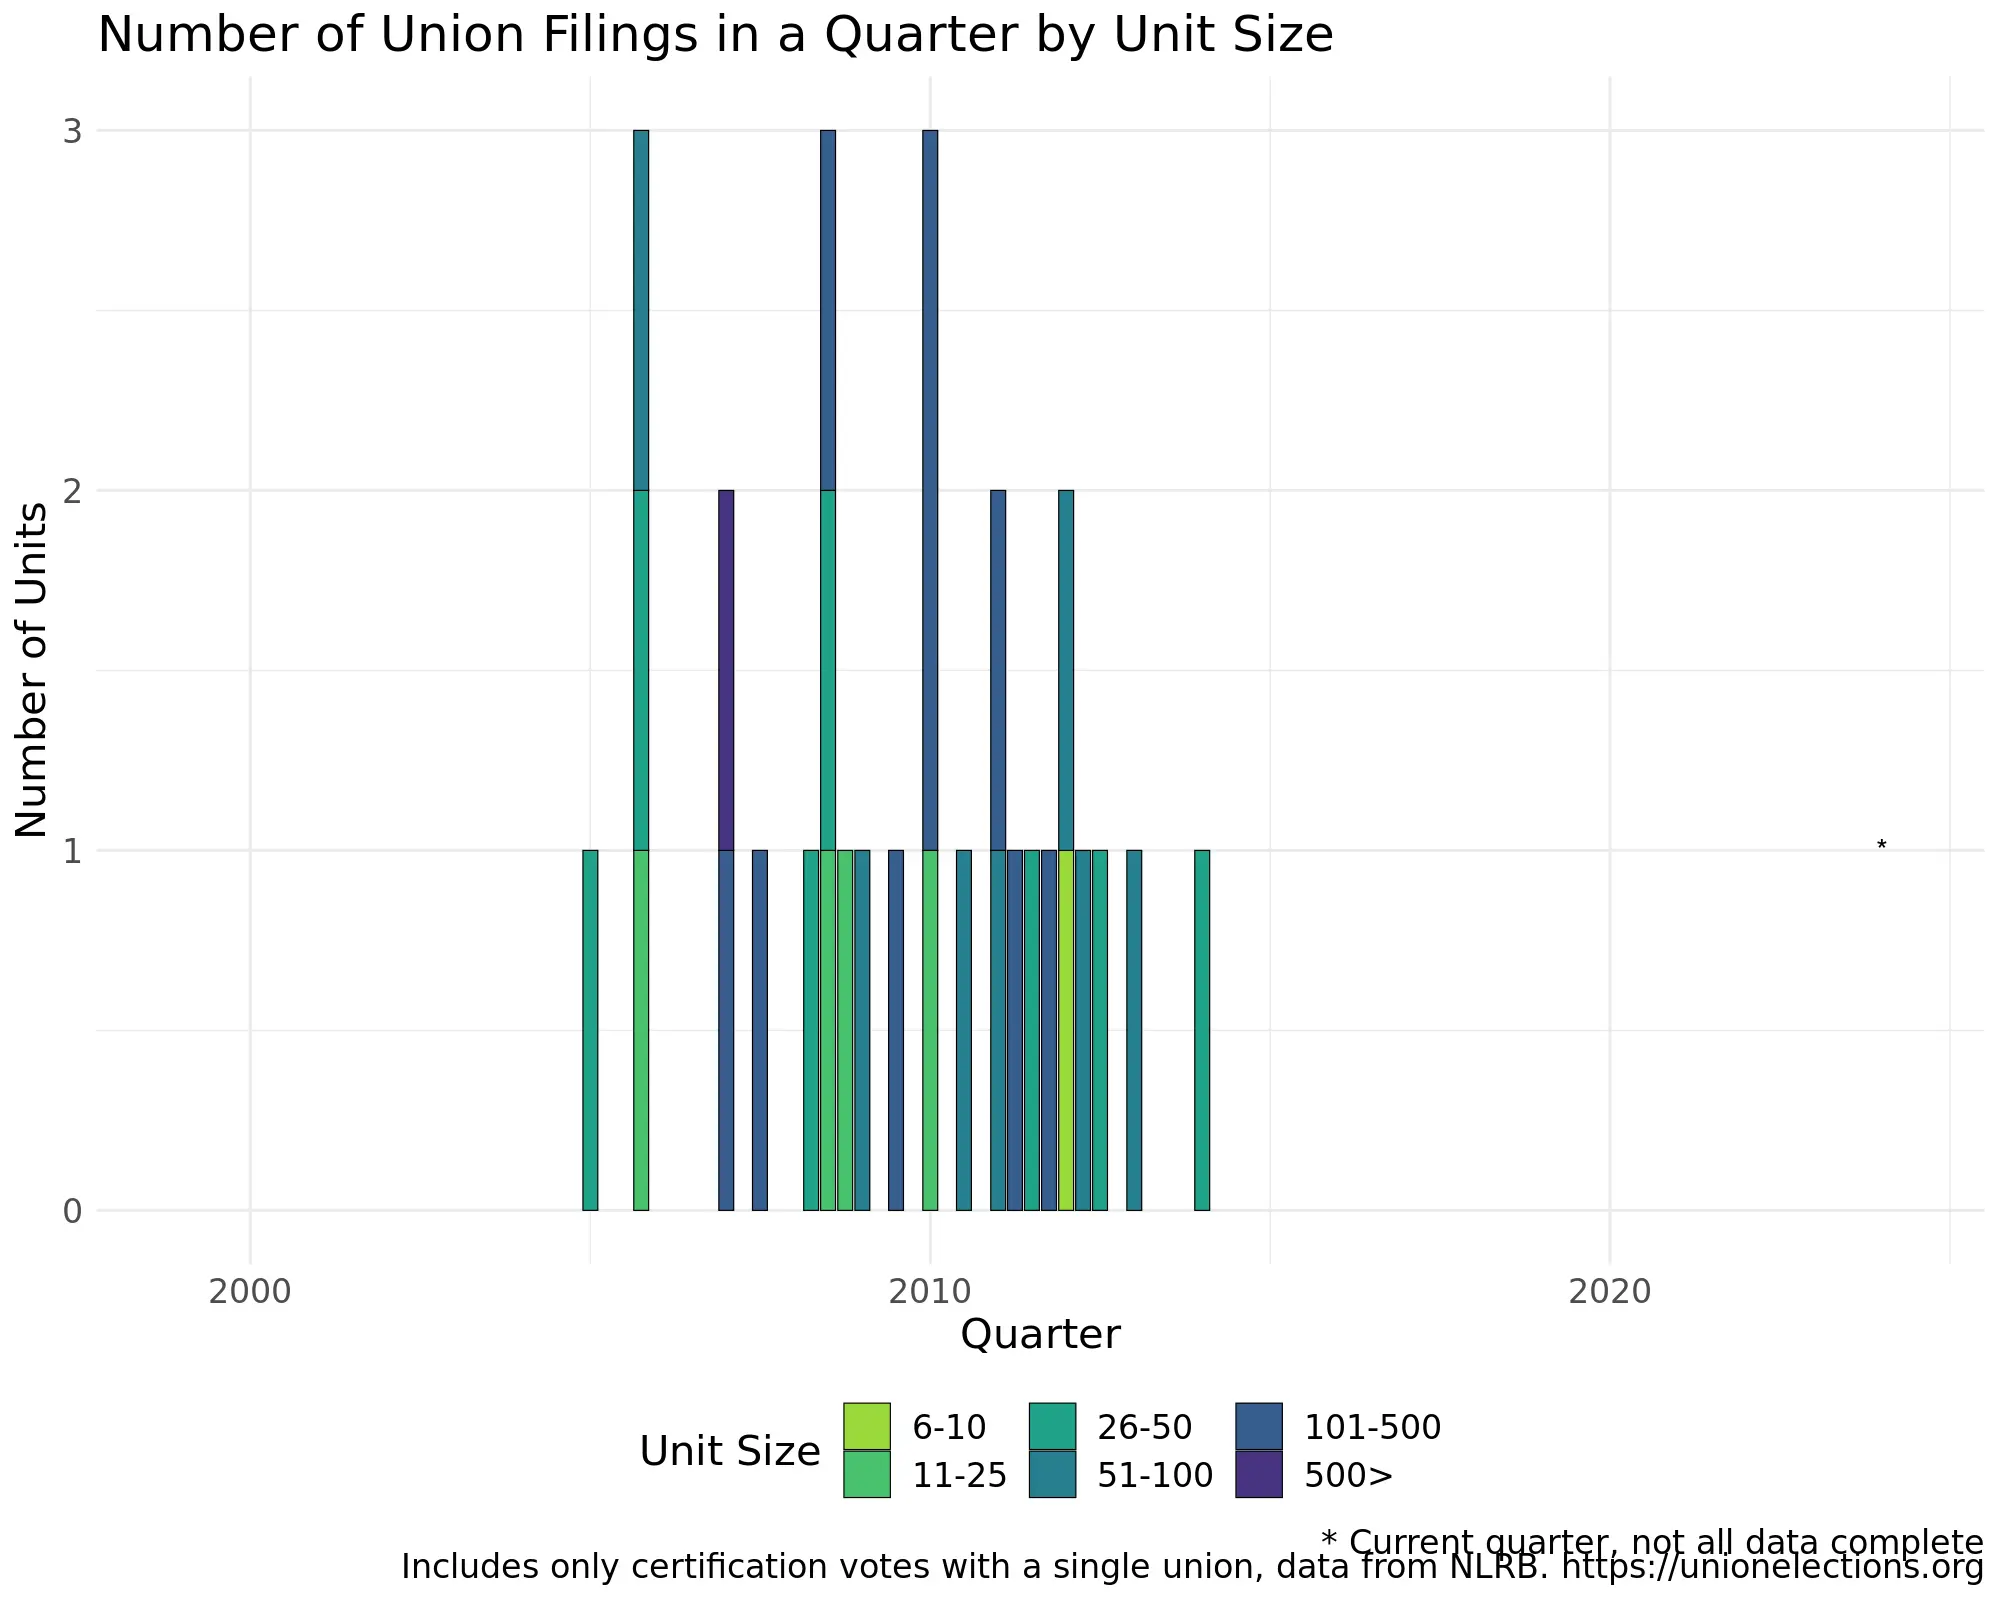 Number of Union Filings in a Quarter by Unit Size
Number of Units
3
2
1
0
*
2000 2010 2020
Quarter
Unit Size
6-10 26-50 101-500
11-25 51-100 500>
* Current quarter, not all data complete
Includes only certification votes with a single union, data from NLRB. https://unionelections.org